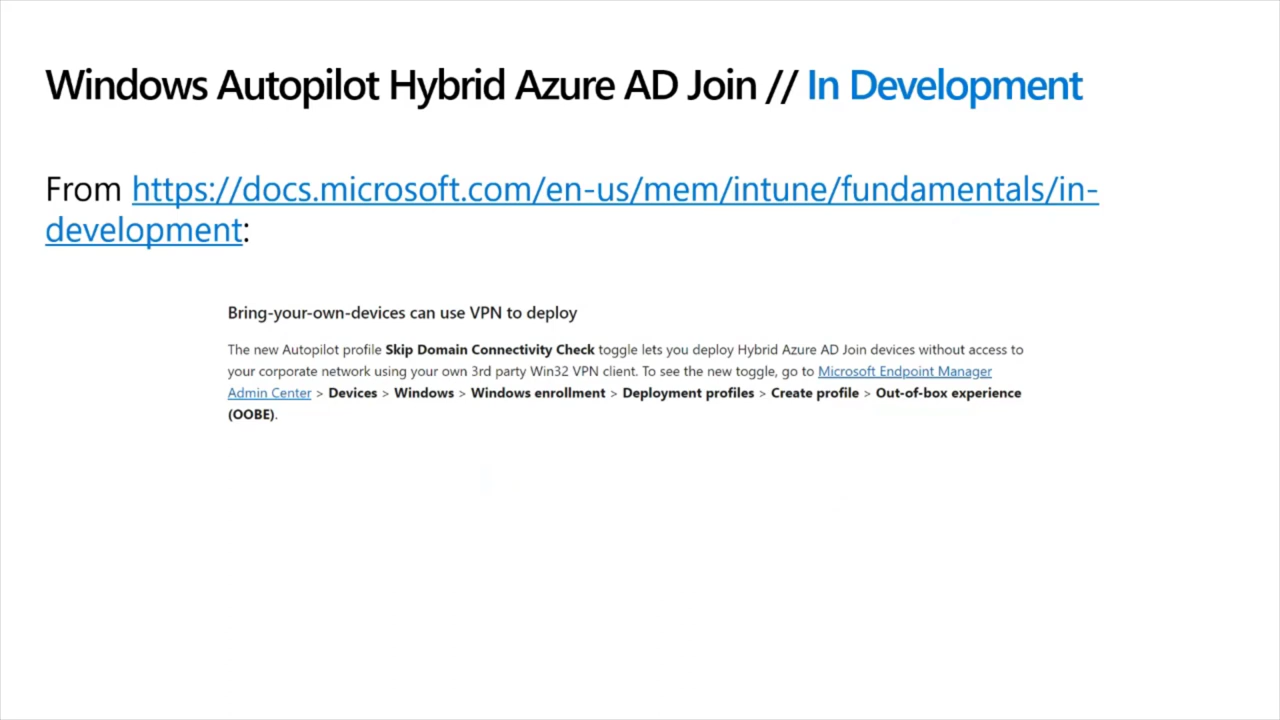 Windows Autopilot Hybrid Azure AD Join // In Development
From https://docs.microsoft.com/en-us/mem/intune/fundamentals/in-
development:
Bring-your-own-devices can use VPN to deploy
The new Autopilot profile Skip Domain Connectivity Check toggle lets you deploy Hybrid Azure AD Join devices without access to
your corporate network using your own 3rd party Win32 VPN client. To see the new toggle, go to Microsoft Endpoint Manager
Admin Center > Devices > Windows > Windows enrollment > Deployment profiles > Create profile > Out-of-box experience
(OOBE).